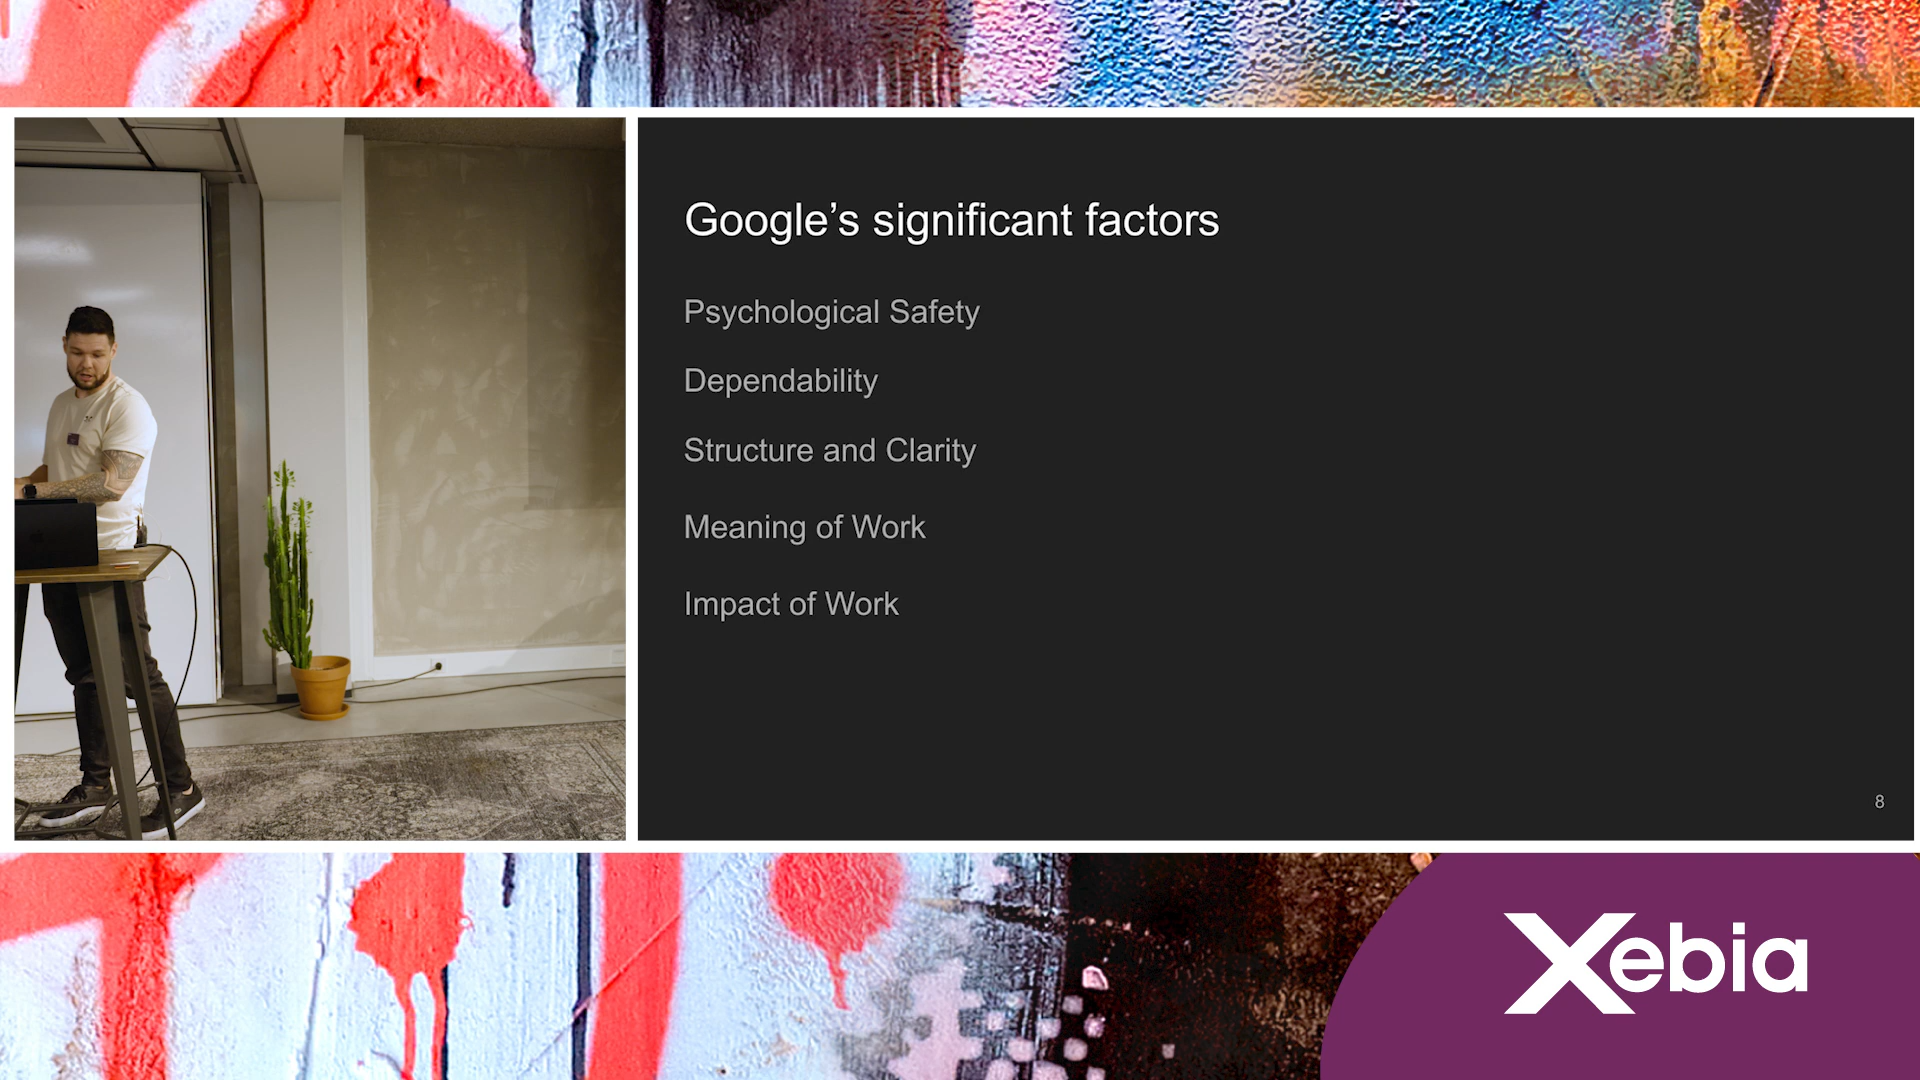 Google’s significant factors
Psychological Safety
Dependability
Structure and Clarity
Meaning of Work
Impact of Work
8
Xebia